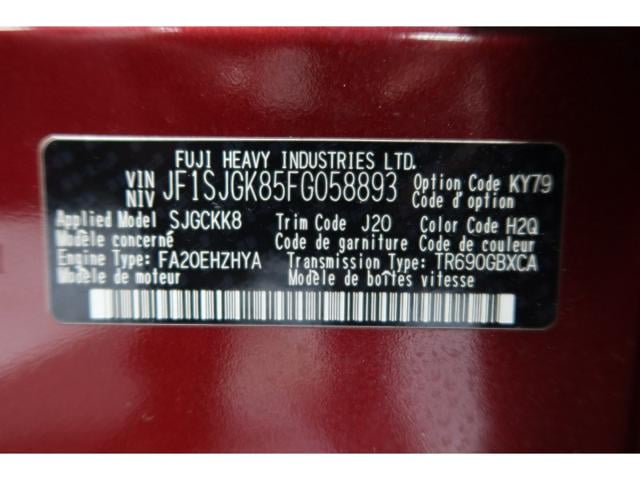 FUJI HEAVY INDUSTRIES LTD.
VIN NIV JF1SJGK85FG058893 Option Code KY79
Code d'option
Applied Model SJGCKK8 Trim Code J20 Color Code H2Q
Modèle concerné Code de garniture Code de couleur
Engine Type: FA20EHZHYA Transmission Type: TR690GBXCA
Modèle de moteur Modèle de boîtes vitesse